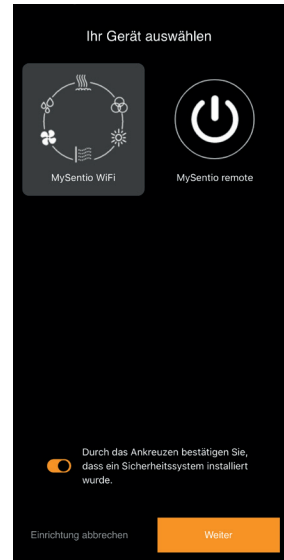 Ihr Gerät auswählen
MySentio WiFi
MySentio remote
Durch das Ankreuzen bestätigen Sie,
dass ein Sicherheitssystem installiert
wurde.
Einrichtung abbrechen
Weiter